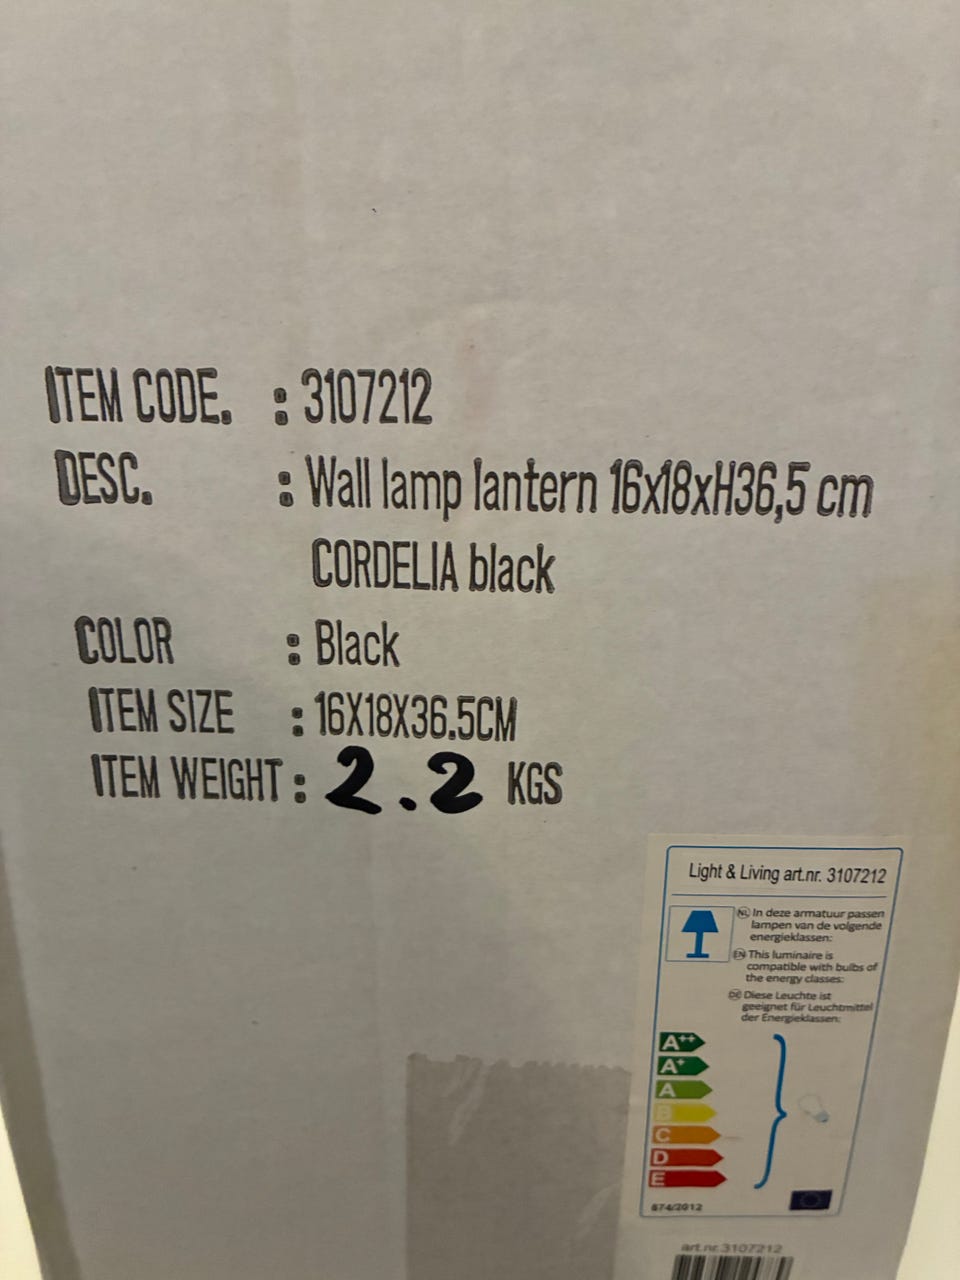 ITEM CODE. : 3107212
DESC. : Wall lamp lantern 16x18xH36,5 cm
CORDELIA black
COLOR : Black
ITEM SIZE : 16X18X36.5CM
ITEM WEIGHT : 2.2 KGS
Light & Living art.nr. 3107212
NL In deze armatuur passen
lampen van de volgende
energieklassen:
EN This luminaire is
compatible with bulbs of
the energy classes:
DE Diese Leuchte ist
geeignet für Leuchtmittel
der Energieklassen:
A++
A+
A
B
C
D
E
874/2012
art.nr. 3107212